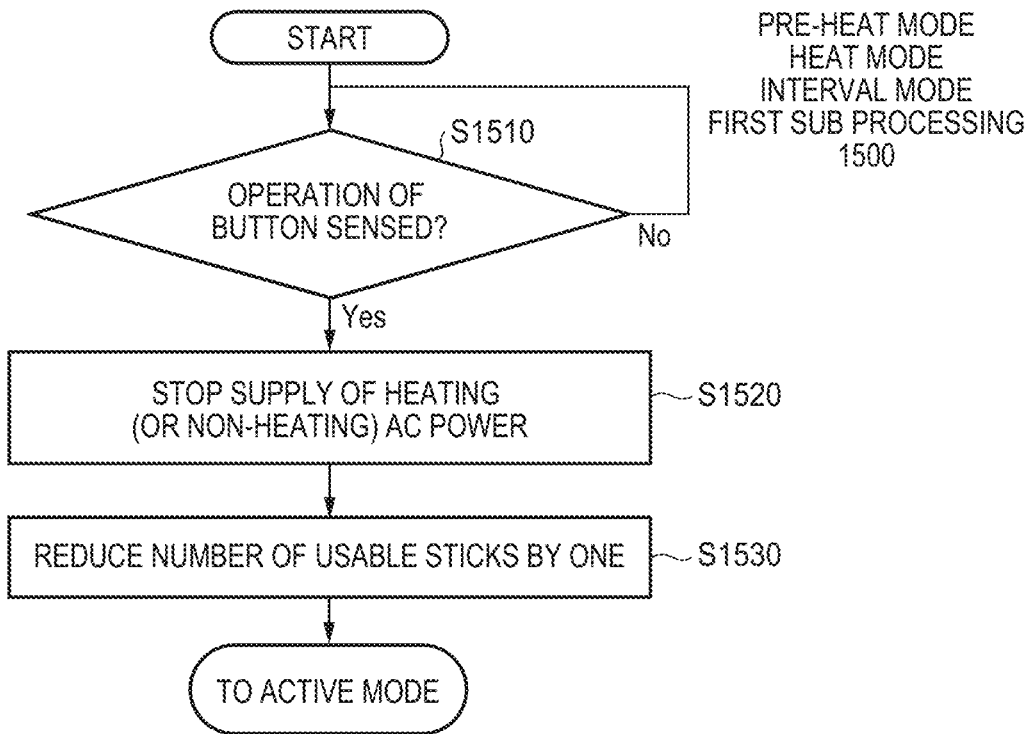 START
PRE-HEAT MODE
HEAT MODE
INTERVAL MODE
FIRST SUB PROCESSING
1500
S1510
OPERATION OF
BUTTON SENSED?
No
Yes
STOP SUPPLY OF HEATING
(OR NON-HEATING) AC POWER
S1520
REDUCE NUMBER OF USABLE STICKS BY ONE
S1530
TO ACTIVE MODE